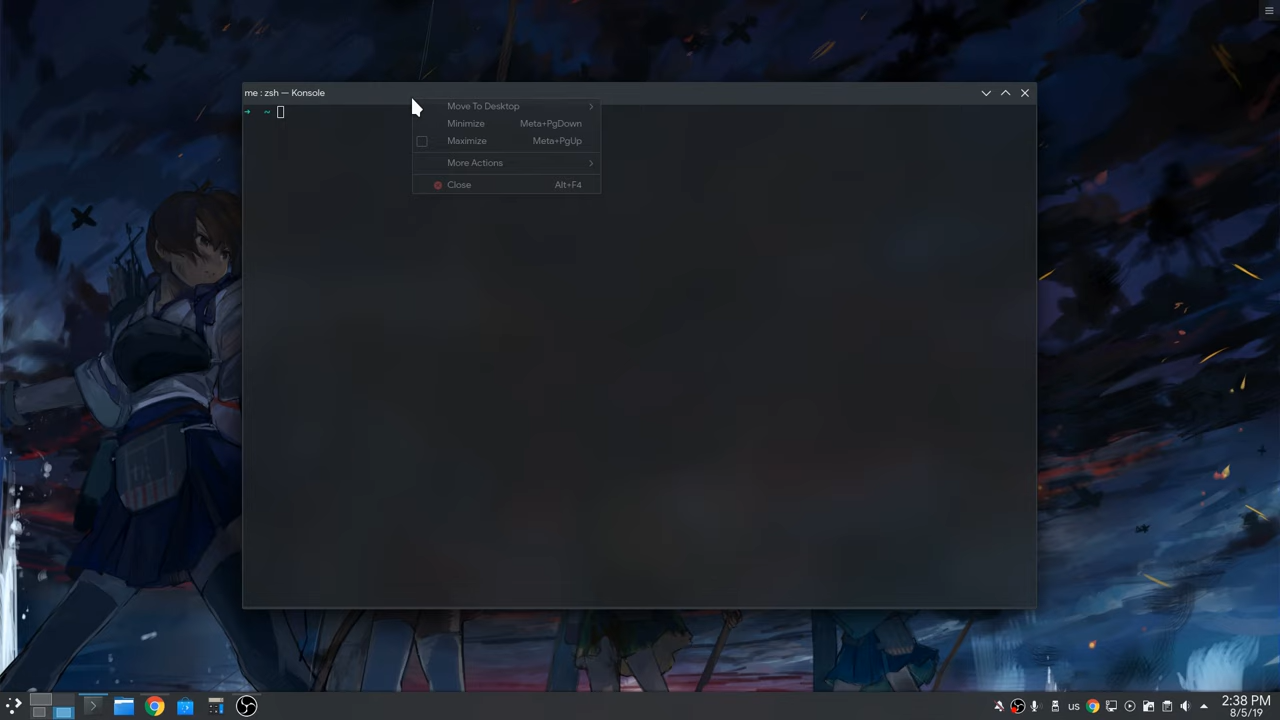 me : zsh — Konsole
➜ ~
Move To Desktop
Minimize Meta+PgDown
Maximize Meta+PgUp
More Actions
Close Alt+F4
US
2:38 PM
8/5/19